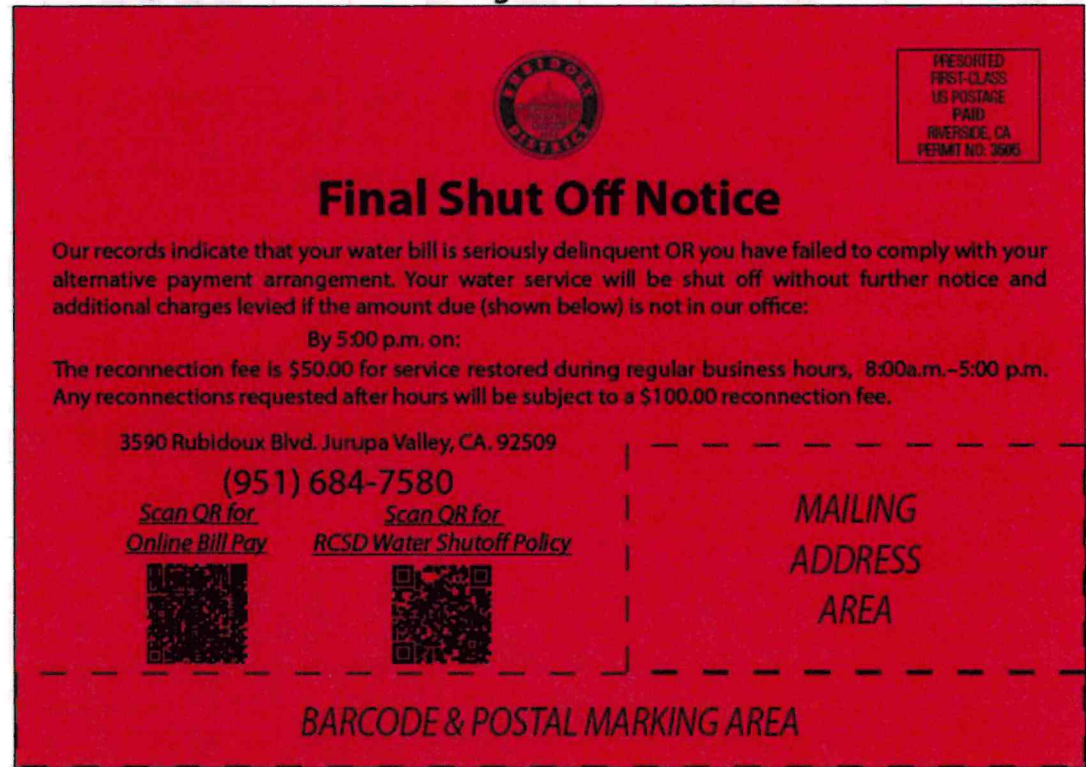 RUBIDOUX
DISTRICT
PRESORTED
FIRST-CLASS
US POSTAGE
PAID
RIVERSIDE, CA
PERMIT NO: 3505
Final Shut Off Notice
Our records indicate that your water bill is seriously delinquent OR you have failed to comply with your
alternative payment arrangement. Your water service will be shut off without further notice and
additional charges levied if the amount due (shown below) is not in our office:
By 5:00 p.m. on:
The reconnection fee is $50.00 for service restored during regular business hours, 8:00a.m.–5:00 p.m.
Any reconnections requested after hours will be subject to a $100.00 reconnection fee.
3590 Rubidoux Blvd. Jurupa Valley, CA. 92509
(951) 684-7580
Scan QR for
Online Bill Pay
Scan QR for
RCSD Water Shutoff Policy
MAILING
ADDRESS
AREA
BARCODE & POSTAL MARKING AREA